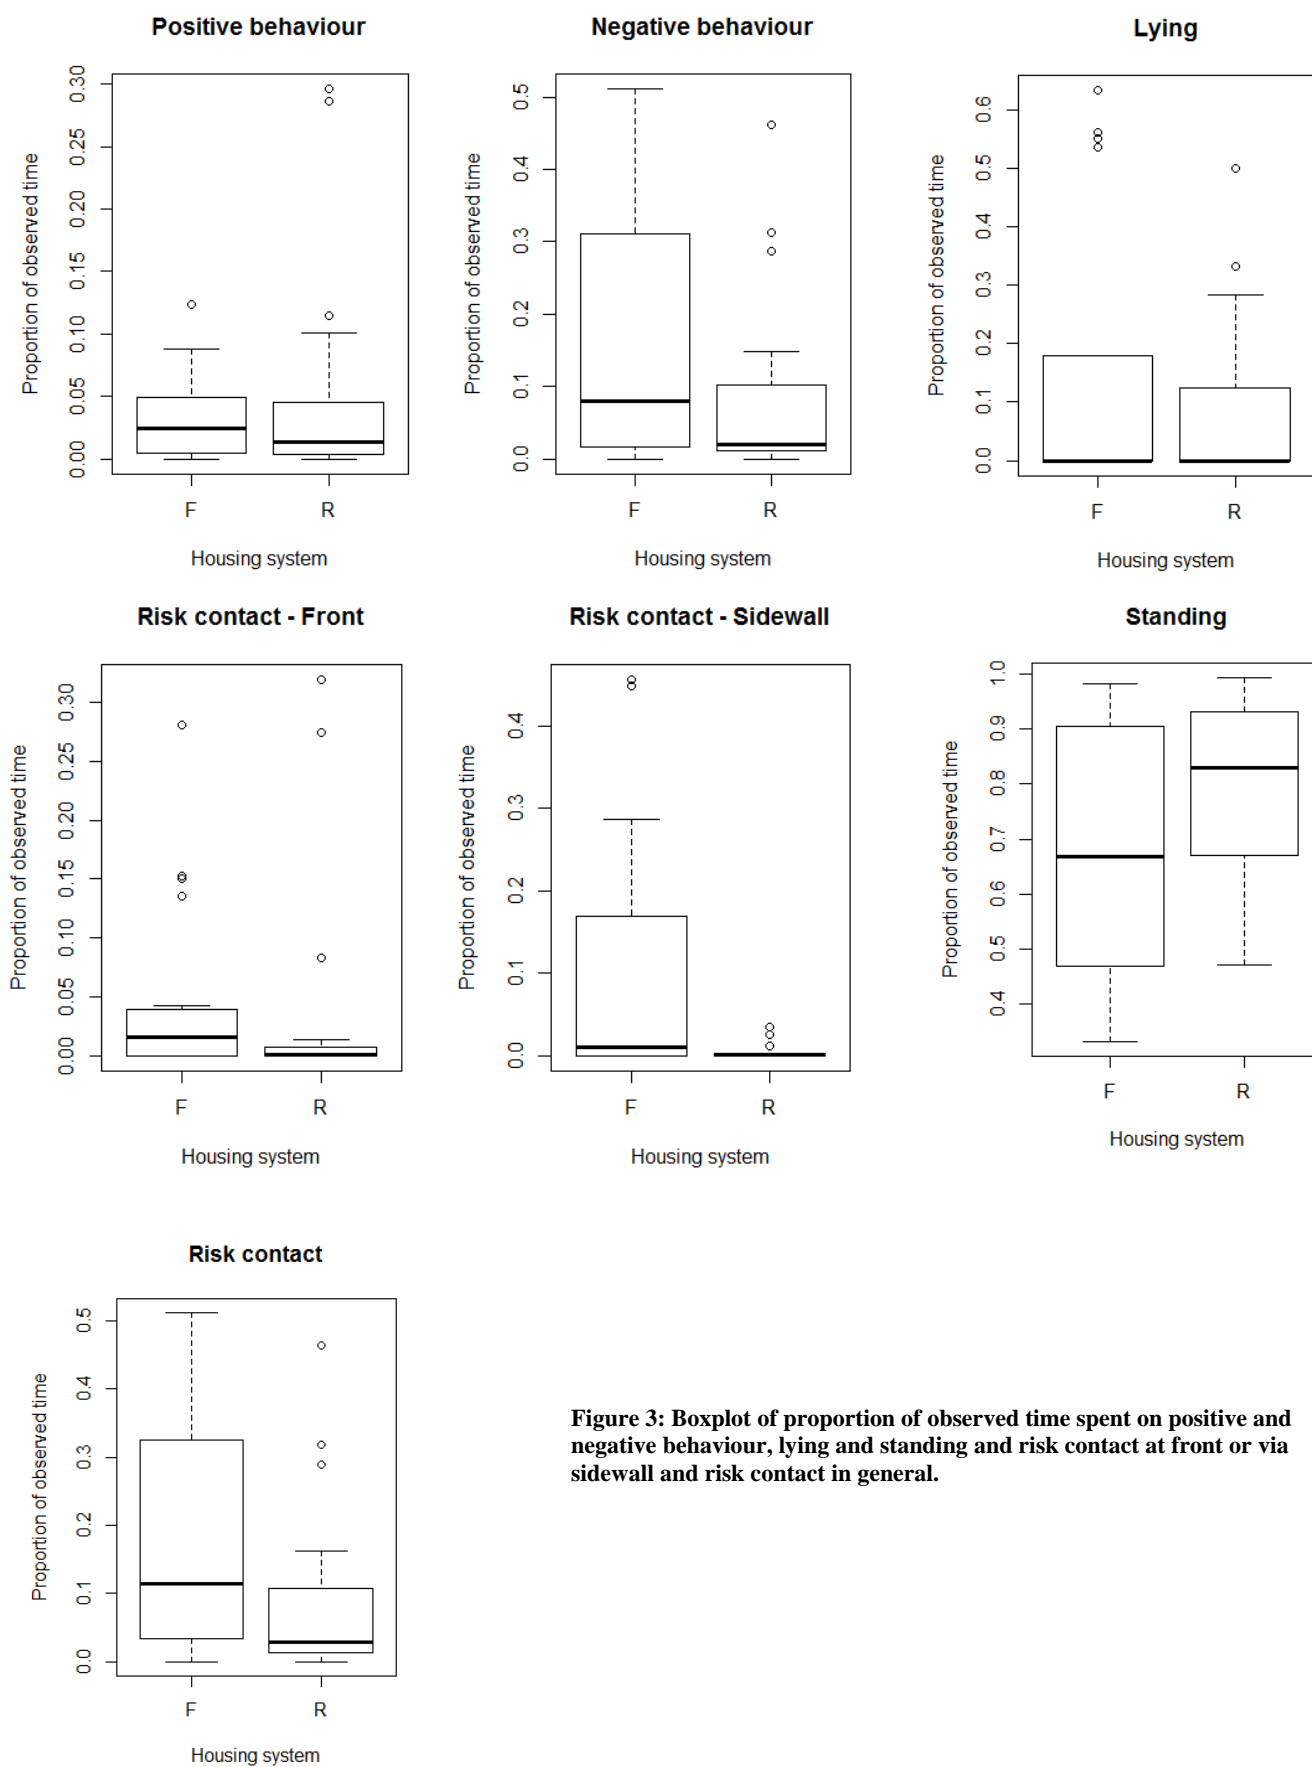 Positive behaviour
Proportion of observed time
0.00 0.05 0.10 0.15 0.20 0.25 0.30
F R
Housing system
Negative behaviour
Proportion of observed time
0.0 0.1 0.2 0.3 0.4 0.5
F R
Housing system
Lying
Proportion of observed time
0.0 0.1 0.2 0.3 0.4 0.5 0.6
F R
Housing system
Risk contact - Front
Proportion of observed time
0.00 0.05 0.10 0.15 0.20 0.25 0.30
F R
Housing system
Risk contact - Sidewall
Proportion of observed time
0.0 0.1 0.2 0.3 0.4
F R
Housing system
Standing
Proportion of observed time
0.4 0.5 0.6 0.7 0.8 0.9 1.0
F R
Housing system
Risk contact
Proportion of observed time
0.0 0.1 0.2 0.3 0.4 0.5
F R
Housing system
Figure 3: Boxplot of proportion of observed time spent on positive and
negative behaviour, lying and standing and risk contact at front or via
sidewall and risk contact in general.